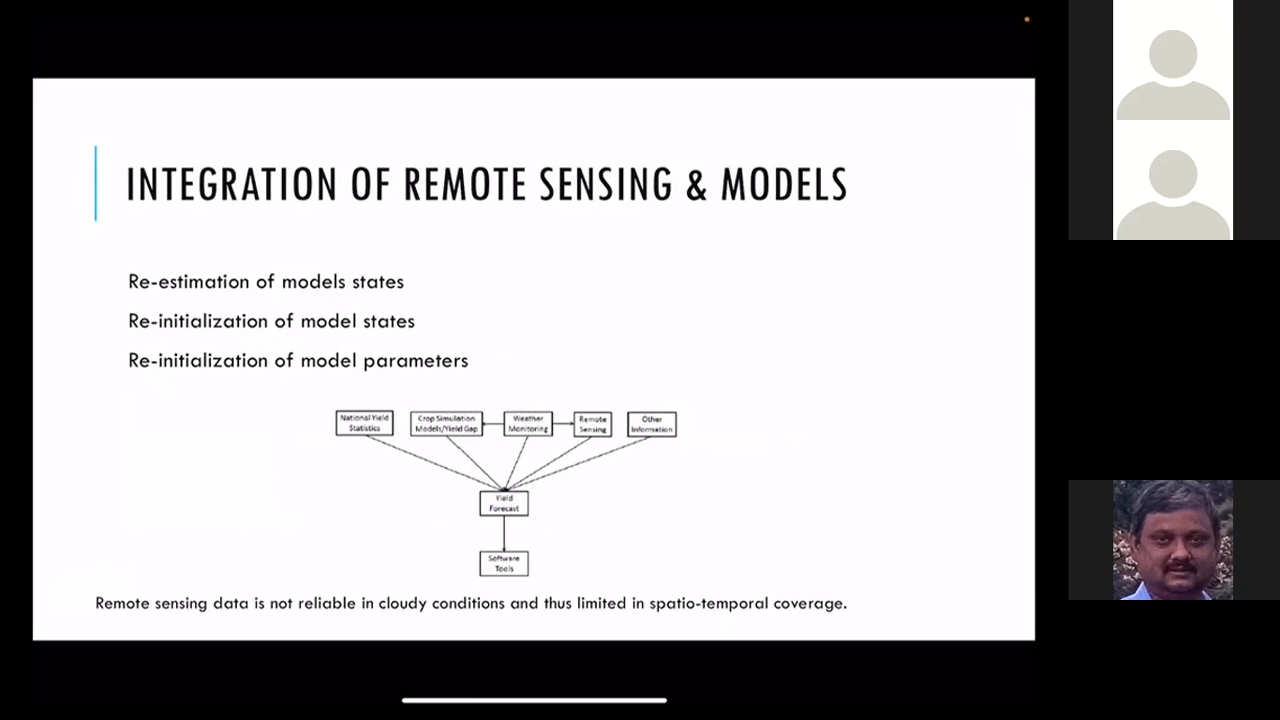 INTEGRATION OF REMOTE SENSING & MODELS
Re-estimation of models states
Re-initialization of model states
Re-initialization of model parameters
National Yield
Statistics
Crop Simulation
Models/Yield Gap
Weather
Monitoring
Remote
Sensing
Other
Information
Yield
Forecast
Software
Tools
Remote sensing data is not reliable in cloudy conditions and thus limited in spatio-temporal coverage.